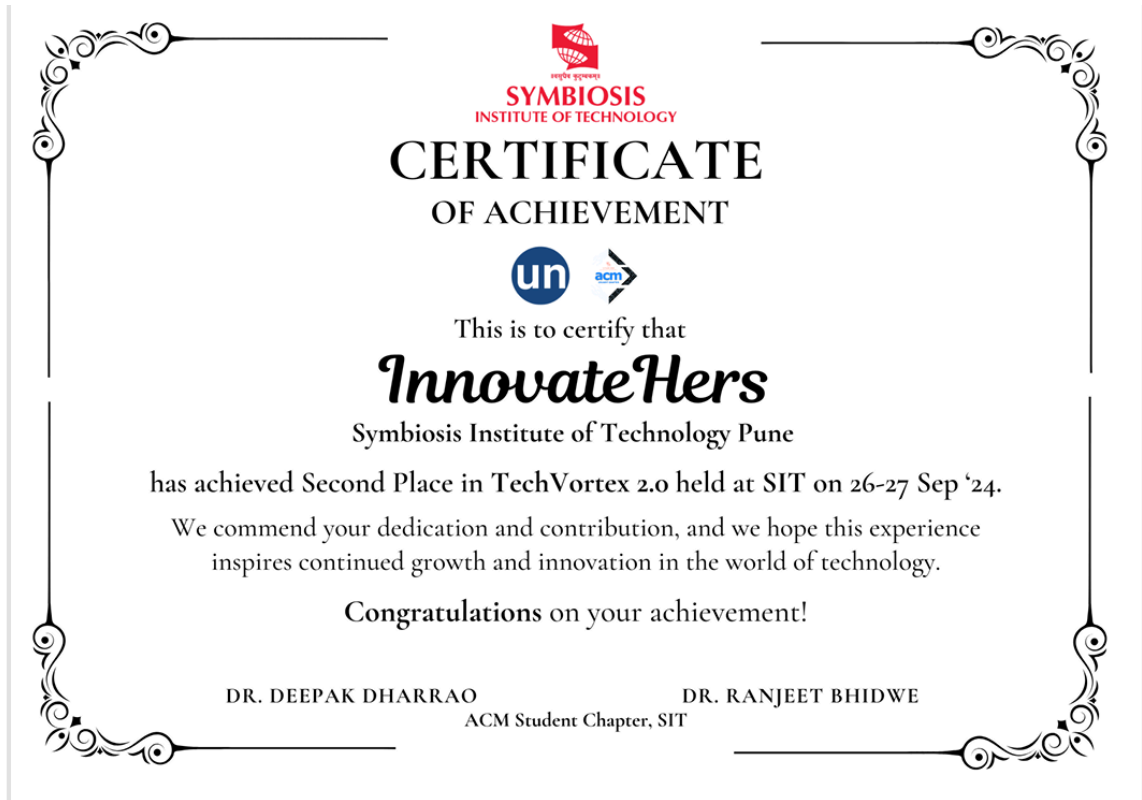 वसुधैव कुटुम्बकम्
SYMBIOSIS
INSTITUTE OF TECHNOLOGY
CERTIFICATE
OF ACHIEVEMENT
un
acm
This is to certify that
InnovateHers
Symbiosis Institute of Technology Pune
has achieved Second Place in TechVortex 2.0 held at SIT on 26-27 Sep ‘24.
We commend your dedication and contribution, and we hope this experience
inspires continued growth and innovation in the world of technology.
Congratulations on your achievement!
DR. DEEPAK DHARRAO DR. RANJEET BHIDWE
ACM Student Chapter, SIT